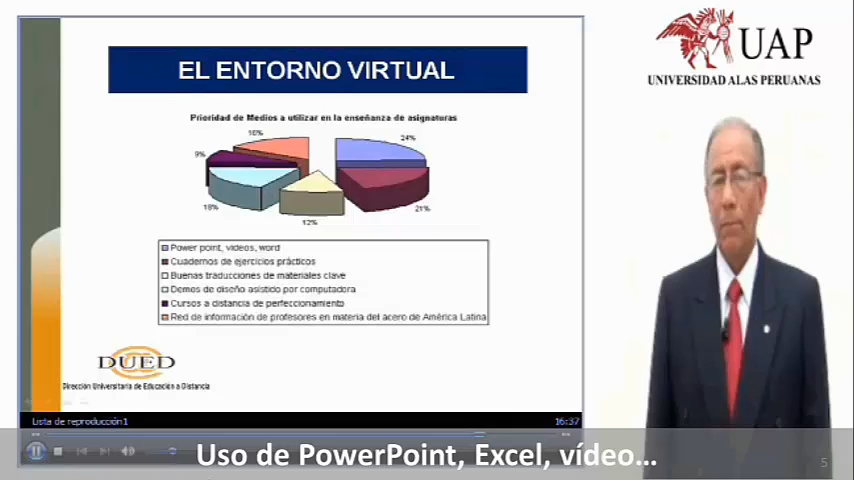 EL ENTORNO VIRTUAL
UAP
UNIVERSIDAD ALAS PERUANAS
Prioridad de Medios a utilizar en la enseñanza de asignaturas
16%
24%
9%
18%
21%
12%
Power point, videos, word
Cuadernos de ejercicios prácticos
Buenas traducciones de materiales clave
Demos de diseño asistido por computadora
Cursos a distancia de perfeccionamiento
Red de información de profesores en materia del acero de América Latina
DUED
Dirección Universitaria de Educación a Distancia
Lista de reproducción1
16:37
Uso de PowerPoint, Excel, vídeo...
5